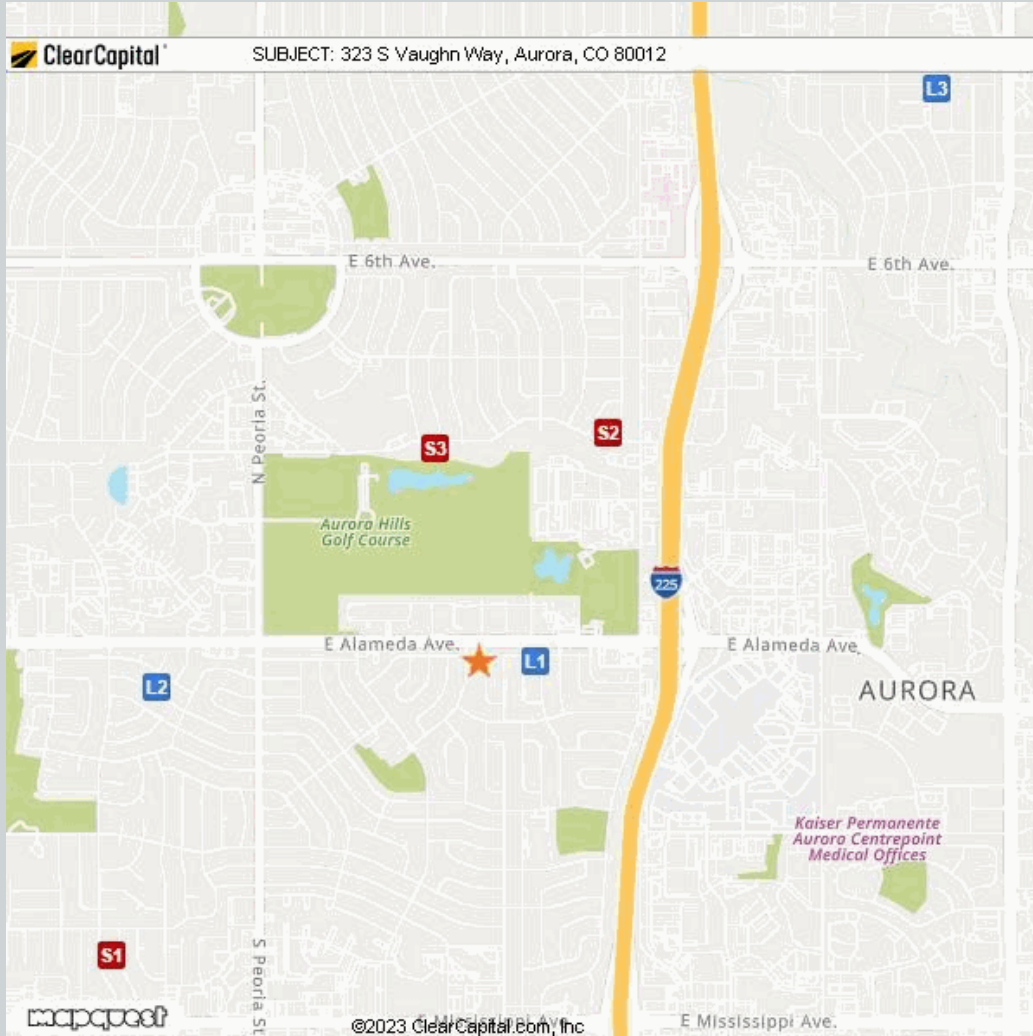 ClearCapital
SUBJECT: 323 S Vaughn Way, Aurora, CO 80012
L3
E 6th Ave.
E 6th Ave.
N Peoria St.
S3
S2
Aurora Hills
Golf Course
225
E Alameda Ave.
E Alameda Ave.
L1
L2
AURORA
Kaiser Permanente
Aurora Centrepoint
Medical Offices
S1
S Peoria St
mapquest
©2023 ClearCapital.com, Inc
E Mississippi Ave.
E Mississippi Ave.